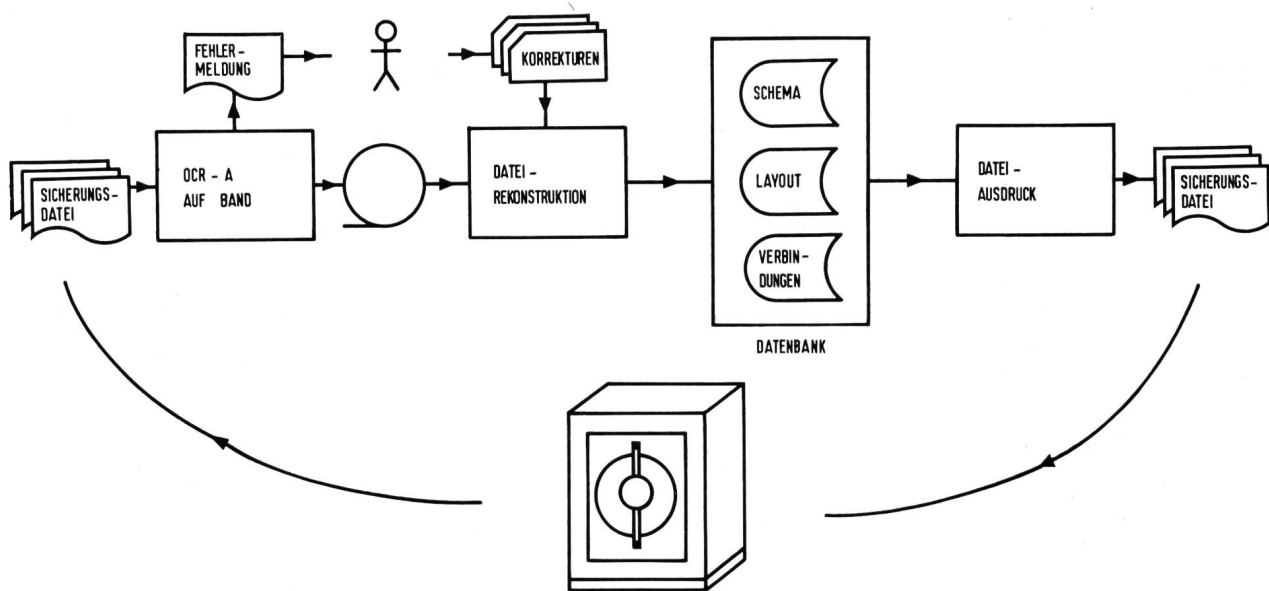 FEHLER-
MELDUNG
KORREKTUREN
SICHERUNGS-
DATEI
OCR - A
AUF BAND
DATEI -
REKONSTRUKTION
SCHEMA
LAYOUT
VERBIN-
DUNGEN
DATENBANK
DATEI -
AUSDRUCK
SICHERUNGS-
DATEI